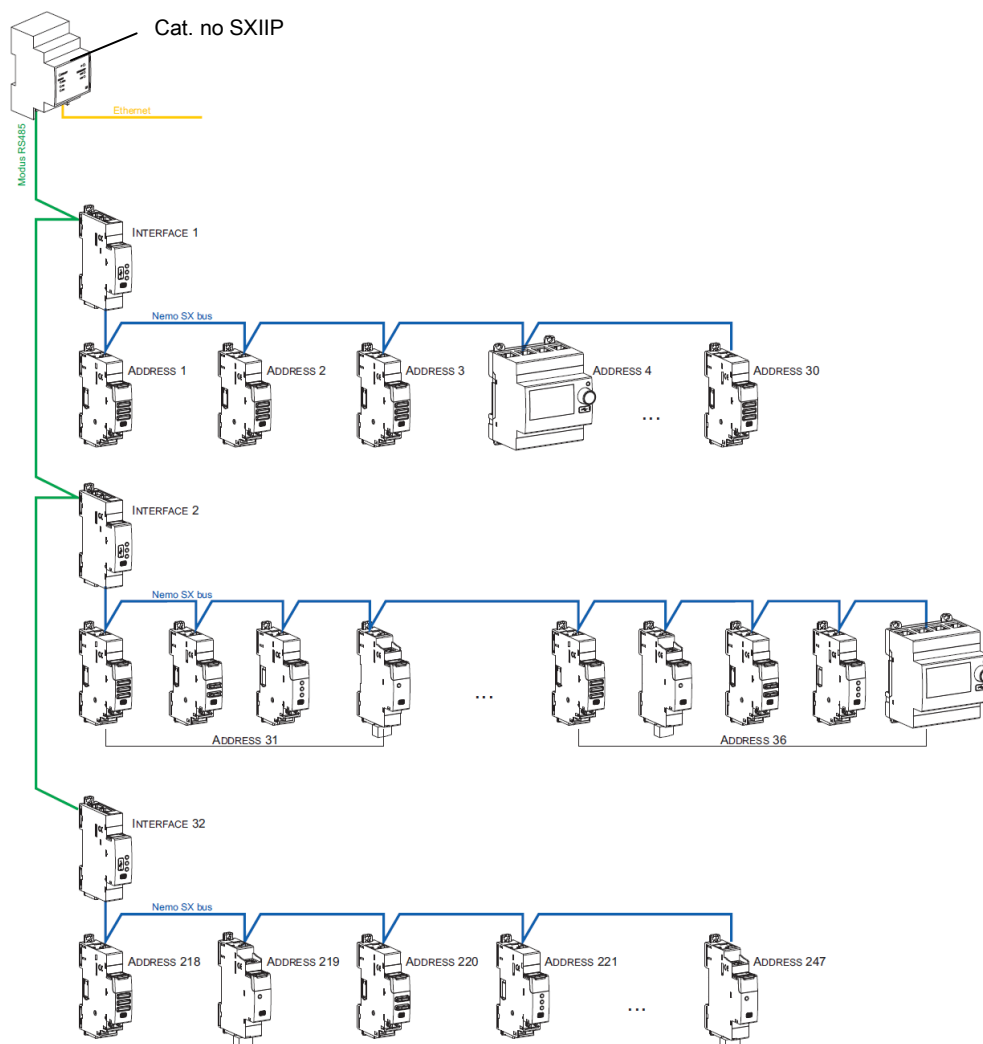 Cat. no SXIIP
Ethernet
Modus RS485
INTERFACE 1
Nemo SX bus
ADDRESS 1
ADDRESS 2
ADDRESS 3
ADDRESS 4
ADDRESS 30
...
INTERFACE 2
Nemo SX bus
...
ADDRESS 31
ADDRESS 36
INTERFACE 32
Nemo SX bus
ADDRESS 218
ADDRESS 219
ADDRESS 220
ADDRESS 221
ADDRESS 247
...